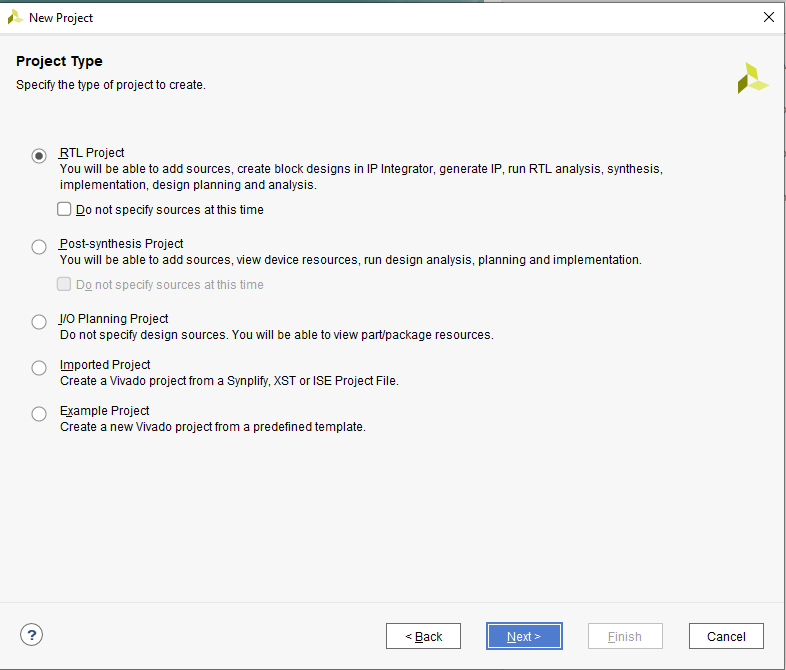 New Project
Project Type
Specify the type of project to create.
RTL Project
You will be able to add sources, create block designs in IP Integrator, generate IP, run RTL analysis, synthesis,
implementation, design planning and analysis.
Do not specify sources at this time
Post-synthesis Project
You will be able to add sources, view device resources, run design analysis, planning and implementation.
Do not specify sources at this time
I/O Planning Project
Do not specify design sources. You will be able to view part/package resources.
Imported Project
Create a Vivado project from a Synplify, XST or ISE Project File.
Example Project
Create a new Vivado project from a predefined template.
?
< Back
Next >
Finish
Cancel